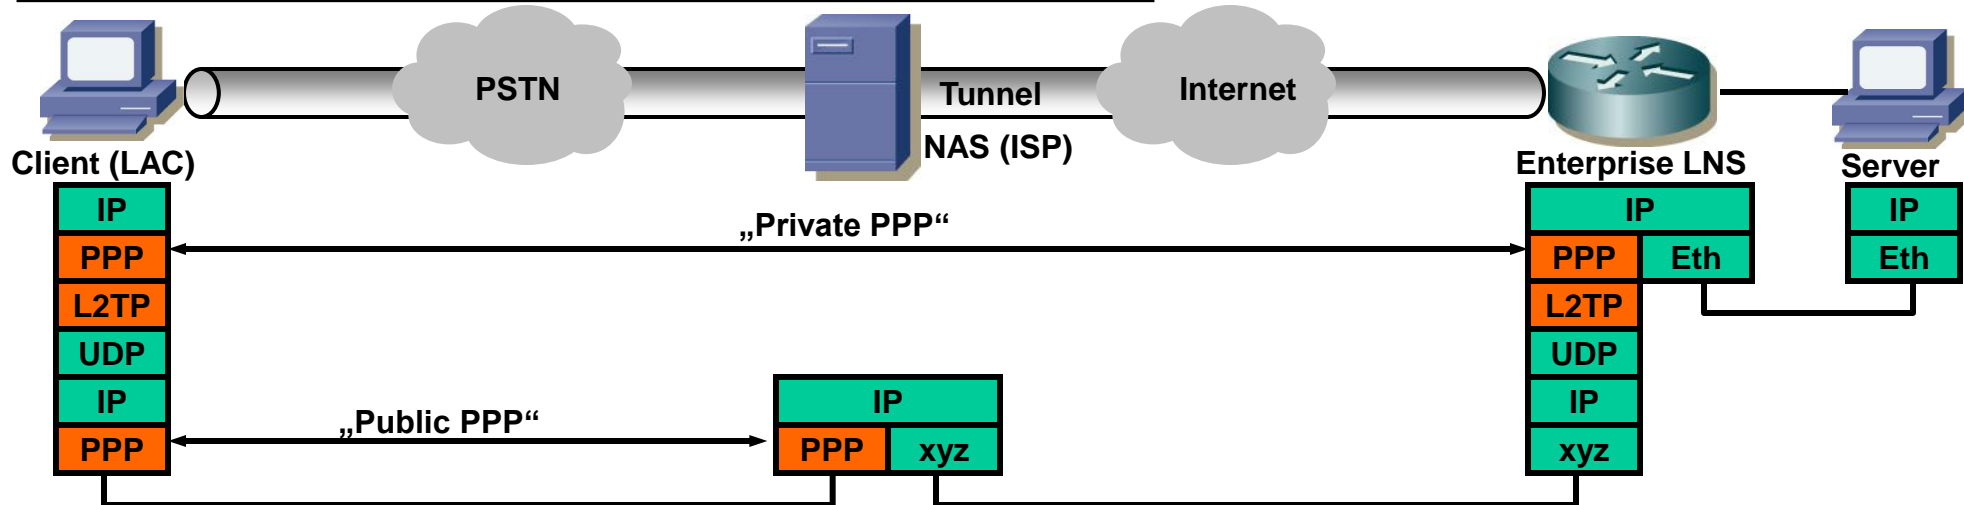 PSTN
Tunnel
Internet
NAS (ISP)
Client (LAC)
Enterprise LNS
Server
IP
PPP
L2TP
UDP
IP
PPP
„Private PPP“
„Public PPP“
IP
PPP xyz
IP
PPP Eth
L2TP
UDP
IP
xyz
IP
Eth